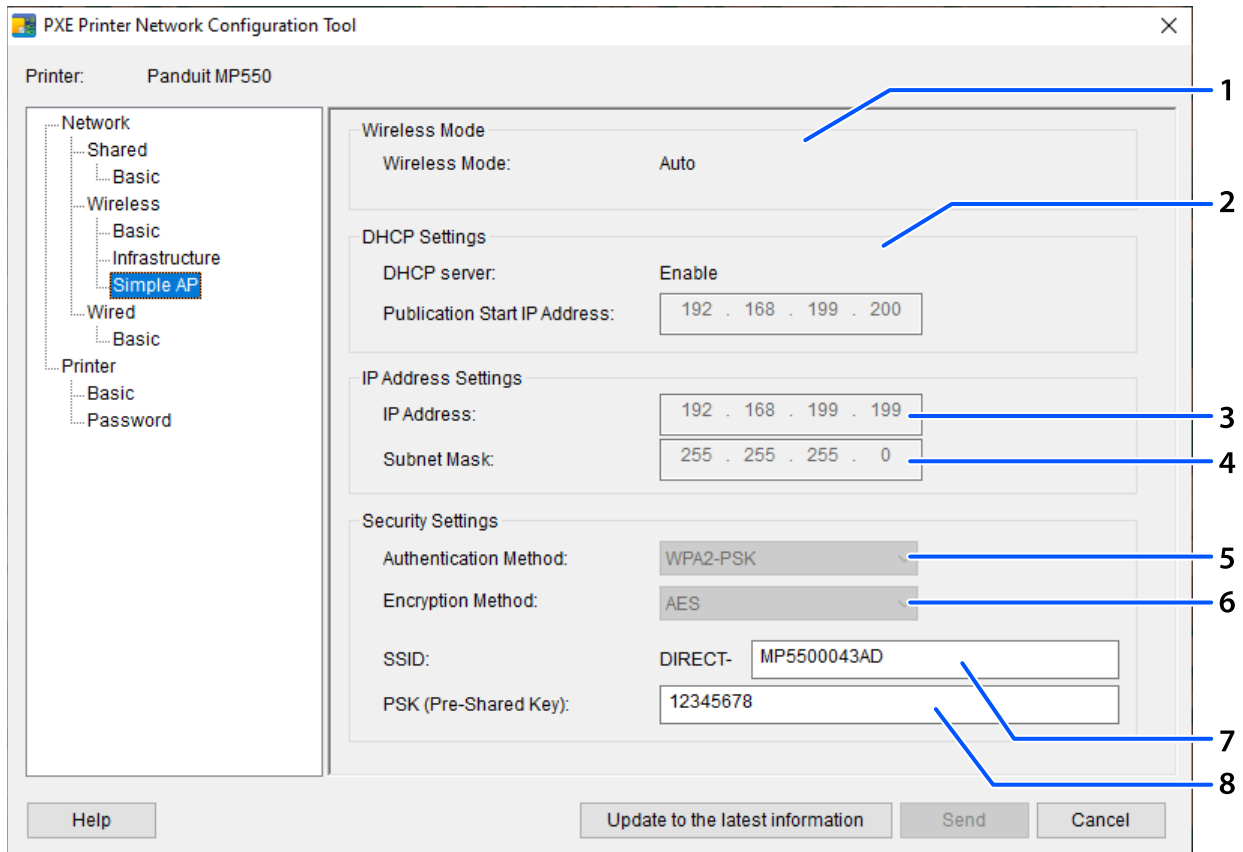 PXE Printer Network Configuration Tool
Printer: Panduit MP550
Network
Shared
Basic
Wireless
Basic
Infrastructure
Simple AP
Wired
Basic
Printer
Basic
Password
Wireless Mode
Wireless Mode: Auto
DHCP Settings
DHCP server: Enable
Publication Start IP Address: 192 . 168 . 199 . 200
IP Address Settings
IP Address: 192 . 168 . 199 . 199
Subnet Mask: 255 . 255 . 255 . 0
Security Settings
Authentication Method: WPA2-PSK
Encryption Method: AES
SSID: DIRECT- MP5500043AD
PSK (Pre-Shared Key): 12345678
1
2
3
4
5
6
7
8
Help Update to the latest information Send Cancel